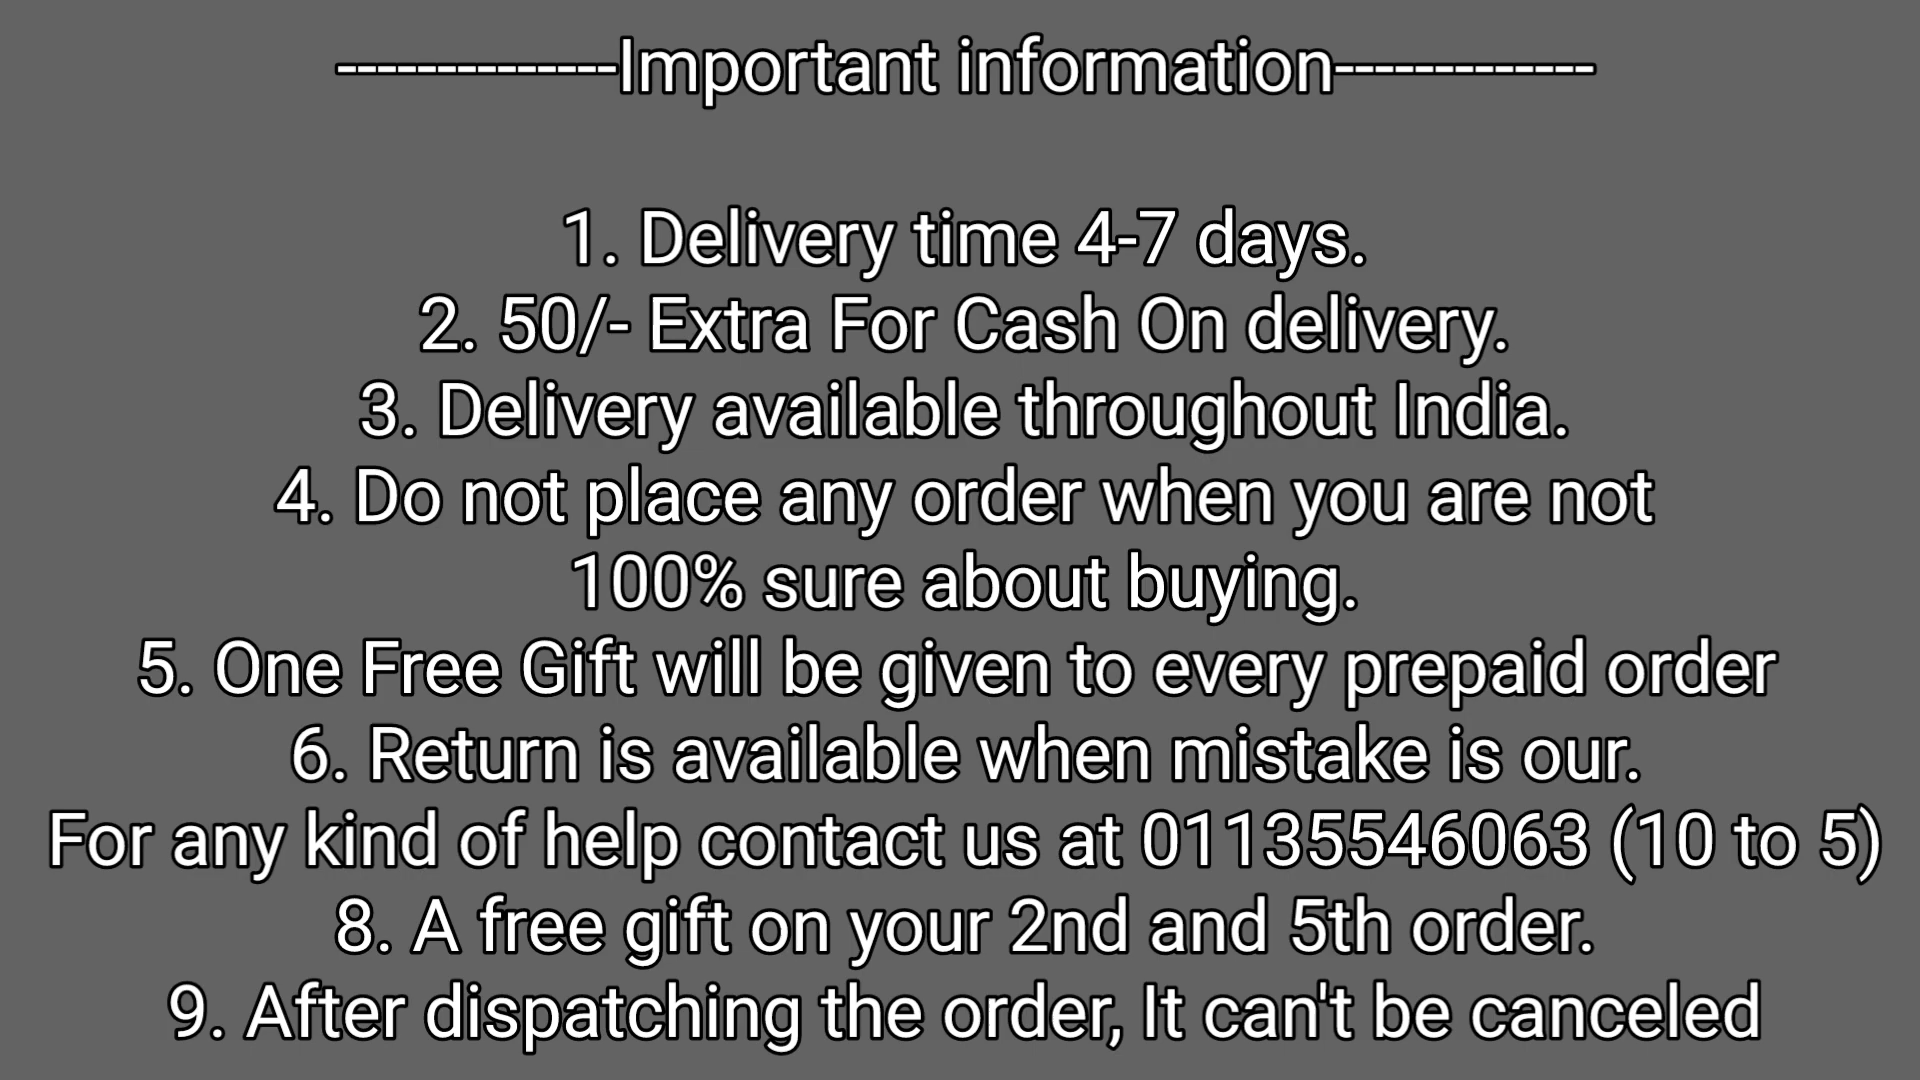 --------------Important information-------------
1. Delivery time 4-7 days.
2. 50/- Extra For Cash On delivery.
3. Delivery available throughout India.
4. Do not place any order when you are not
100% sure about buying.
5. One Free Gift will be given to every prepaid order
6. Return is available when mistake is our.
For any kind of help contact us at 01135546063 (10 to 5)
8. A free gift on your 2nd and 5th order.
9. After dispatching the order, It can't be canceled